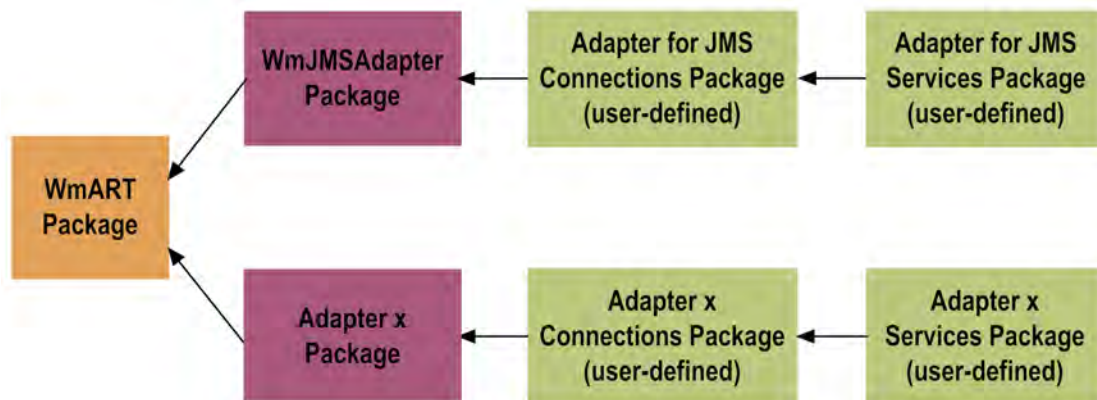 WmJMSAdapter
Package
Adapter for JMS
Connections Package
(user-defined)
Adapter for JMS
Services Package
(user-defined)
WmART
Package
Adapter x
Package
Adapter x
Connections Package
(user-defined)
Adapter x
Services Package
(user-defined)